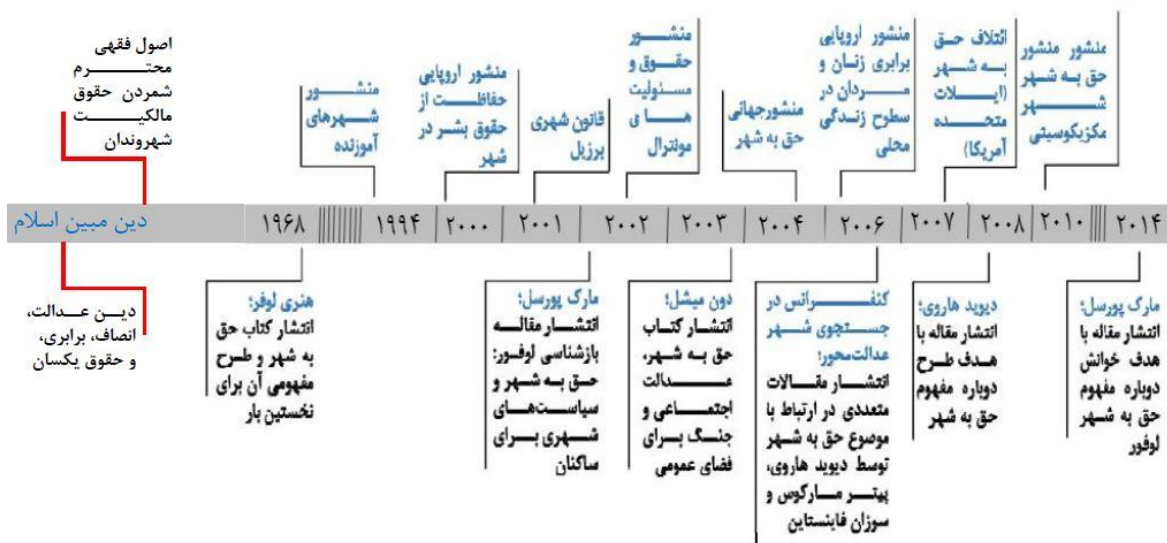 اصول فقهی
محترم
شمردن حقوق
مالکیت
شهروندان
منشور
شهرهای
آموزنده
منشور اروپایی
حفاظت از
حقوق بشر در
شهر
قانون شهری
برزیل
منشور
حقوق و
مسئولیت
ها ی
مونترال
منشورجهانی
حق به شهر
منشور اروپایی
برابری زنان و
مردان در
سطوح زندگی
محلی
ائتلاف حق
به شهر
(ایلات
متحده
آمریکا)
منشور منشور
حق به شهر
شهر
مکزیکوسیتی
دین مبین اسلام
۱۹۶۸ ۱۹۹۴ ۲۰۰۰ ۲۰۰۱ ۲۰۰۲ ۲۰۰۳ ۲۰۰۴ ۲۰۰۶ ۲۰۰۷ ۲۰۰۸ ۲۰۱۰ ۲۰۱۴
دین عدالت،
انصاف، برابری،
و حقوق یکسان
هنری لوفر؛
انتشار کتاب حق
به شهر و طرح
مفهومی آن برای
نخستین بار
مارک پورسل؛
انتشار مقاله
بازشناسی لوفور:
حق به شهر و
سیاست‌های
شهری برای
ساکنان
دون میشل؛
انتشار کتاب
حق به شهر،
عدالت
اجتماعی و
جنگ برای
فضای عمومی
کنفرانس در
جستجوی شهر
عدالت‌محور؛
انتشار مقالات
متعددی در ارتباط با
موضوع حق به شهر
توسط دیوید هاروی،
پیتر مارکوس و
سوزان فاینستاین
دیوید هاروی؛
انتشار مقاله با
هدف طرح
دوباره مفهوم
حق به شهر
مارک پورسل؛
انتشار مقاله با
هدف خوانش
دوباره مفهوم
حق به شهر
لوفور